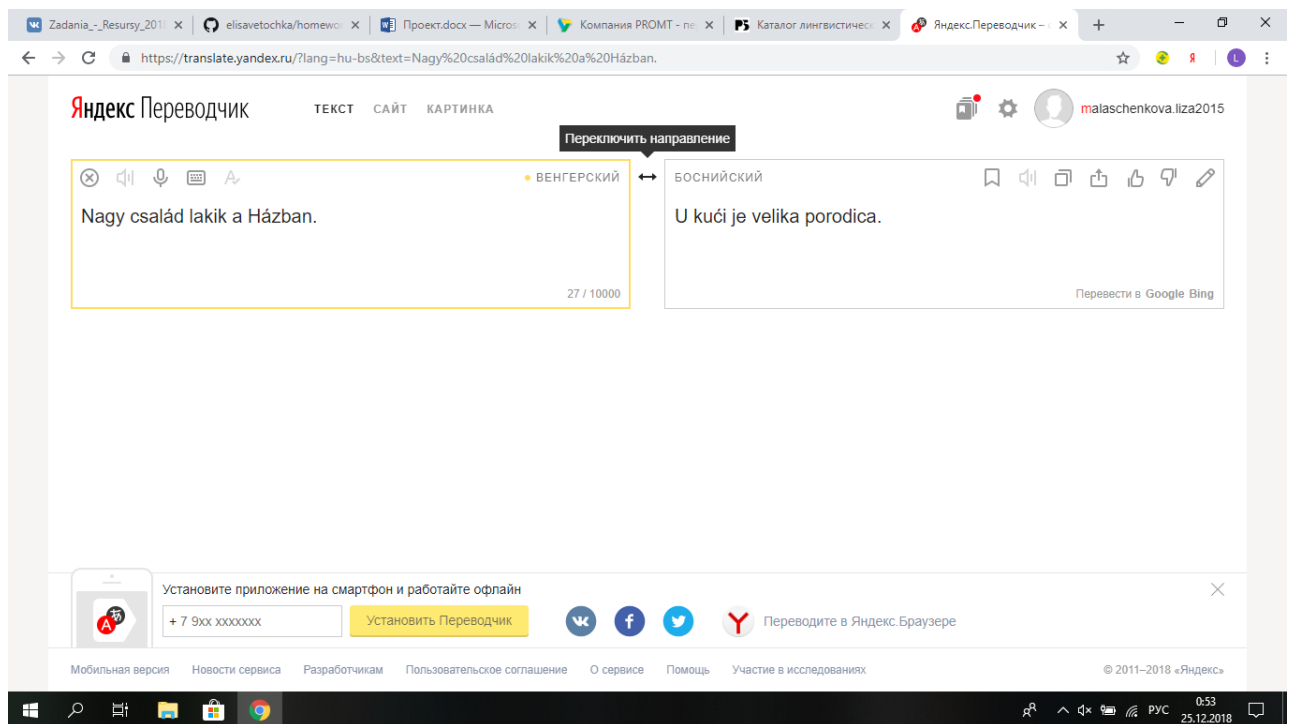 Zadania_-_Resursy_201
elisavetochka/homewo
Проект.docx — Micros
Компания PROMT - пе
Каталог лингвистичес
Яндекс.Переводчик –
https://translate.yandex.ru/?lang=hu-bs&text=Nagy%20család%20lakik%20a%20Házban.
Я
L
Яндекс Переводчик
ТЕКСТ САЙТ КАРТИНКА
malaschenkova.liza2015
Переключить направление
ВЕНГЕРСКИЙ
БОСНИЙСКИЙ
Nagy család lakik a Házban.
U kući je velika porodica.
27 / 10000
Перевести в Google Bing
Установите приложение на смартфон и работайте офлайн
+ 7 9xx xxxxxxx
Установить Переводчик
Переводите в Яндекс.Браузере
Мобильная версия Новости сервиса Разработчикам Пользовательское соглашение О сервисе Помощь Участие в исследованиях
© 2011–2018 «Яндекс»
РУС
0:53
25.12.2018